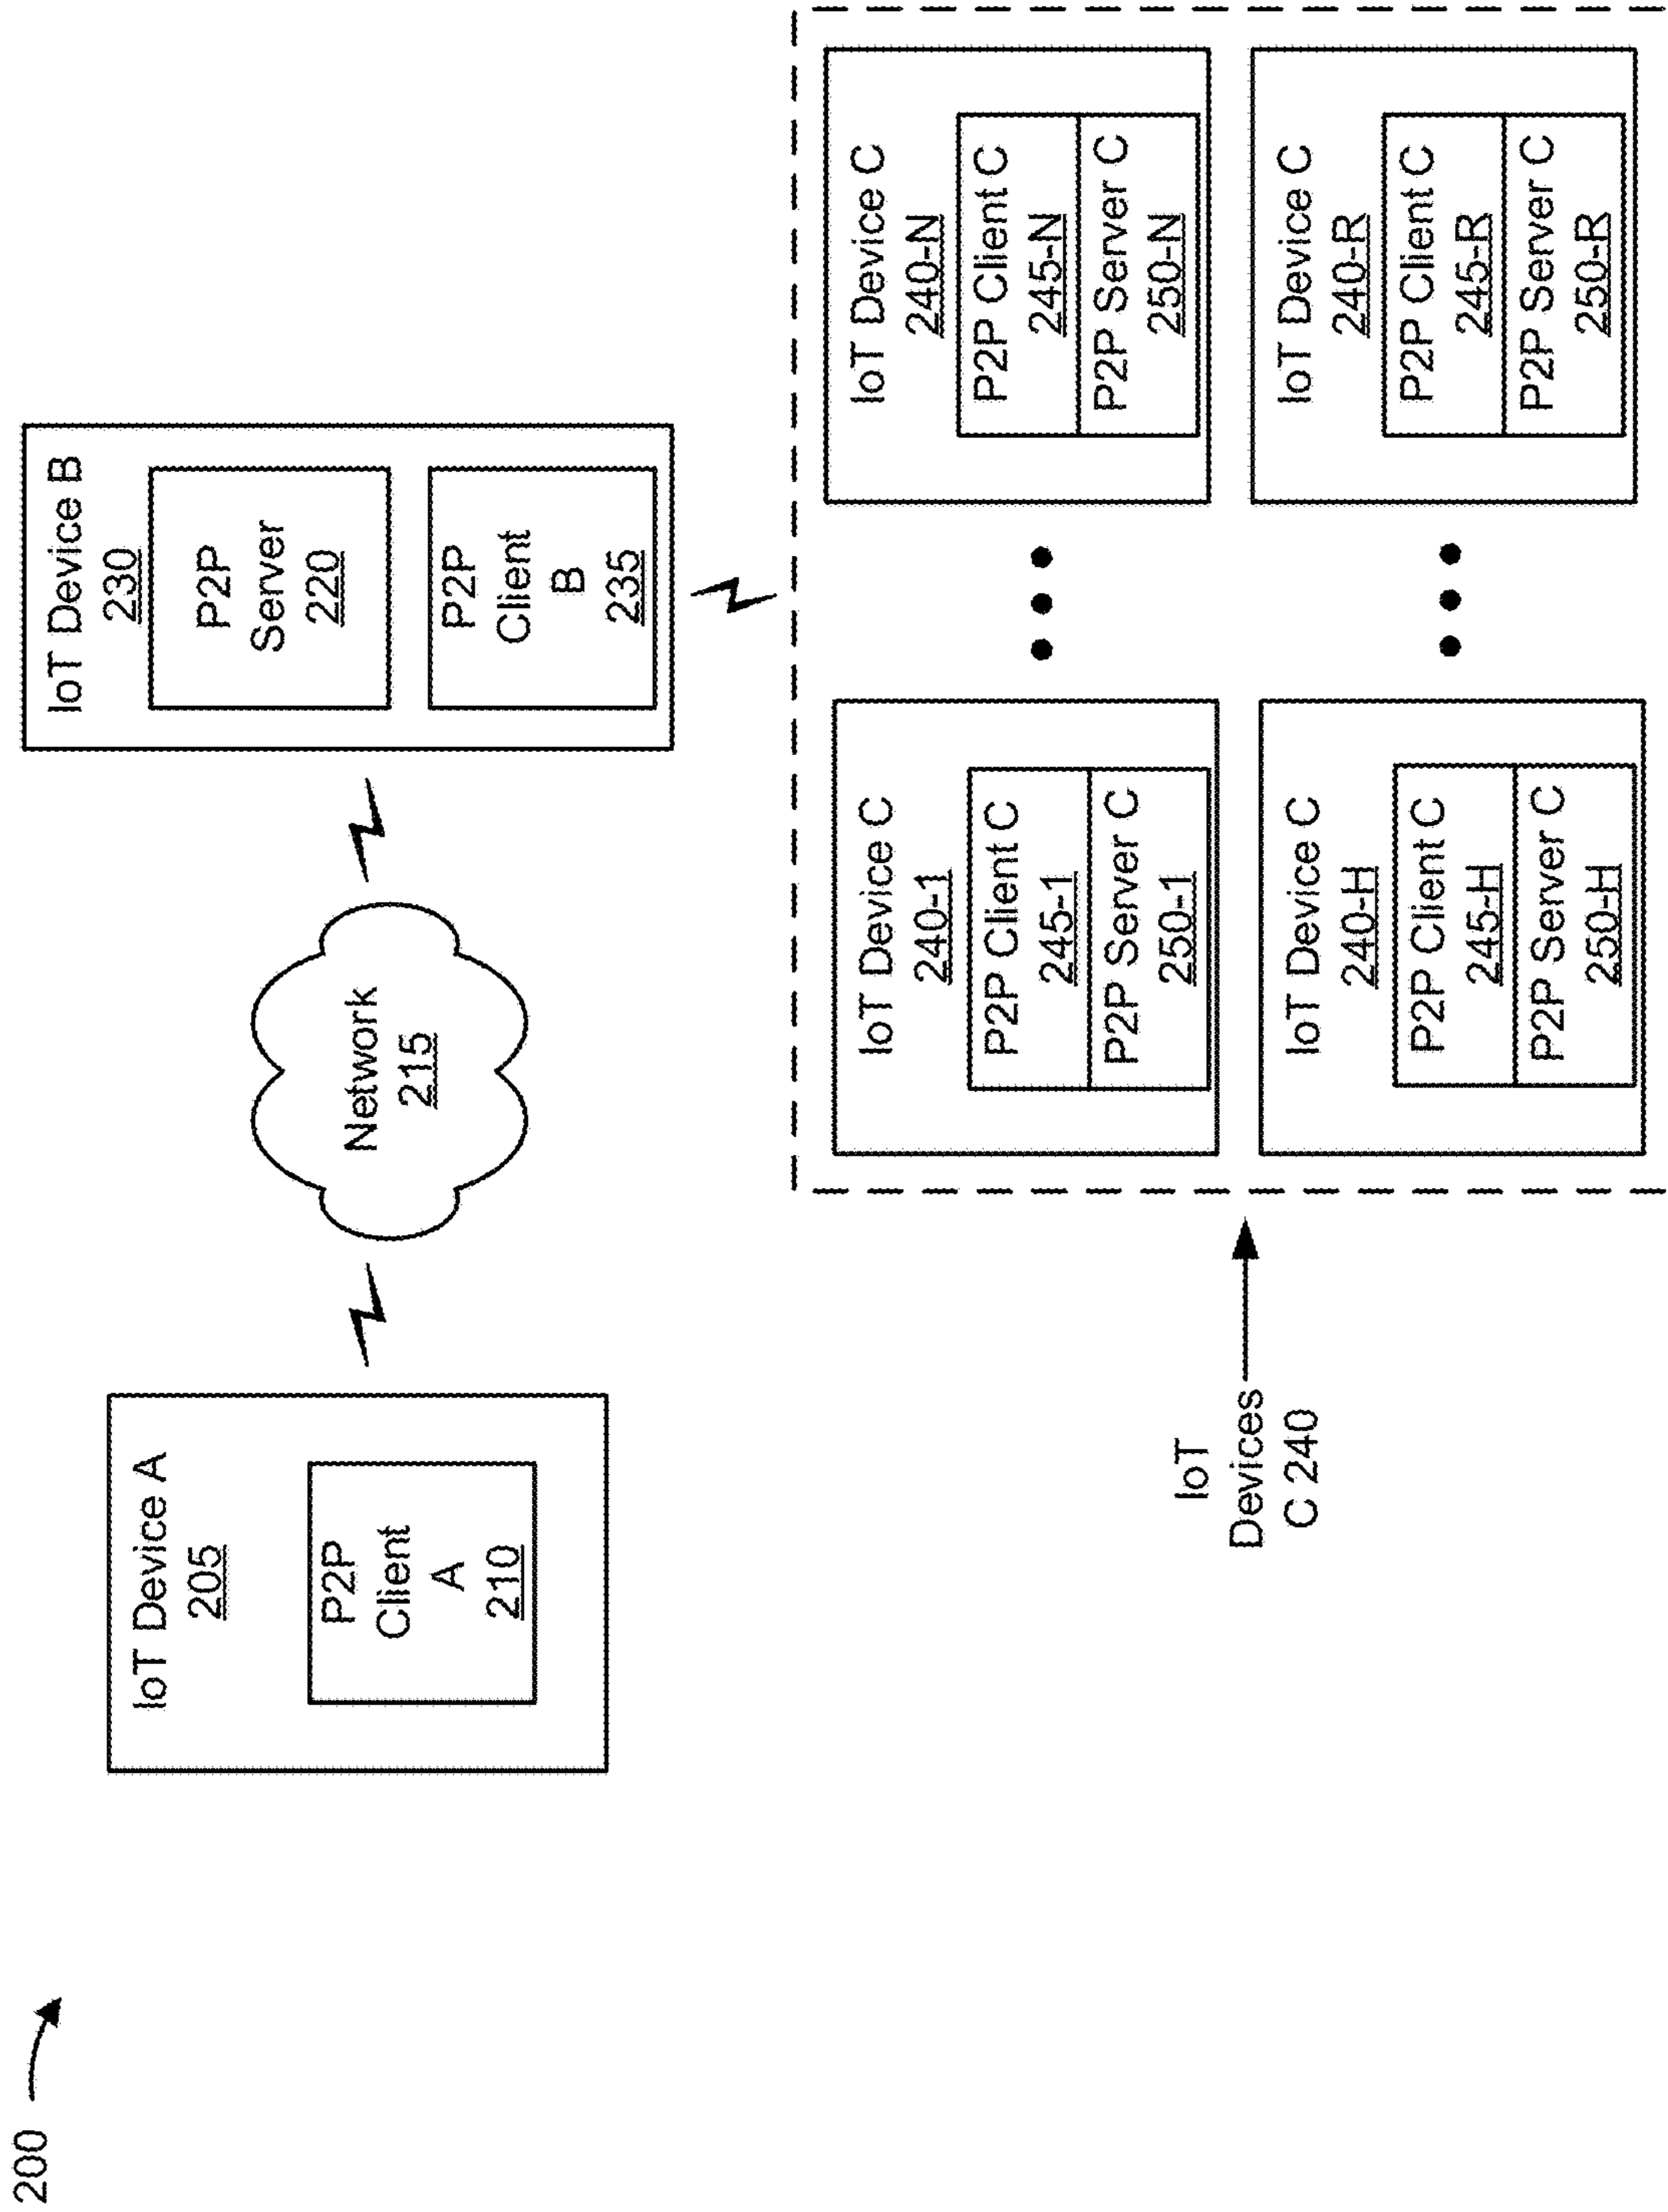 200
IoT Device A
205
P2P
Client
A
210
Network
215
IoT Device B
230
P2P
Server
220
P2P
Client
B
235
IoT
Devices
C 240
IoT Device C
240-1
P2P Client C
245-1
P2P Server C
250-1
IoT Device C
240-N
P2P Client C
245-N
P2P Server C
250-N
IoT Device C
240-H
P2P Client C
245-H
P2P Server C
250-H
IoT Device C
240-R
P2P Client C
245-R
P2P Server C
250-R